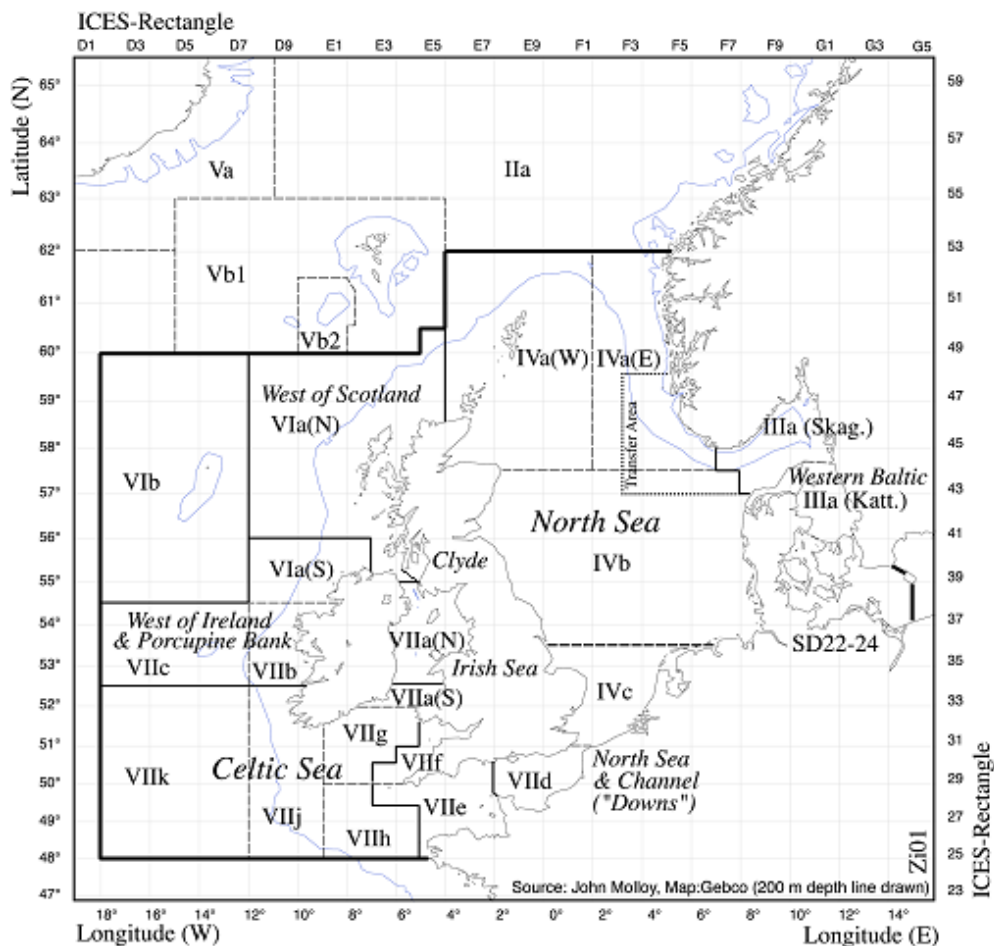 ICES-Rectangle
D1 D3 D5 D7 D9 E1 E3 E5 E7 E9 F1 F3 F5 F7 F9 G1 G3 G5
Latitude (N)
65° 59
64° 57
Va IIa
63° 55
62° 53
Vb1
61° 51
Vb2
60° 49
IVa(W) IVa(E)
West of Scotland
VIa(N)
59° 47
Transfer Area
IIIa (Skag.)
58° 45
VIb
Western Baltic
IIIa (Katt.)
57° 43
North Sea
56° 41
Clyde
IVb
VIa(S)
55° 39
54° 37
West of Ireland
& Porcupine Bank
VIIa(N)
SD22-24
Irish Sea
53° 35
VIIc VIIb
IVc
VIIa(S)
52° 33
VIIg
51° 31
VIIf
North Sea
& Channel
("Downs")
Celtic Sea
VIIk
VIId
50° 29
VIIe
VIIj
49° 27
VIIh
48° 25
Zi01
47° 23
ICES-Rectangle
Source: John Molloy, Map:Gebco (200 m depth line drawn)
18° 16° 14° 12° 10° 8° 6° 4° 2° 0° 2° 4° 6° 8° 10° 12° 14°
Longitude (W) Longitude (E)